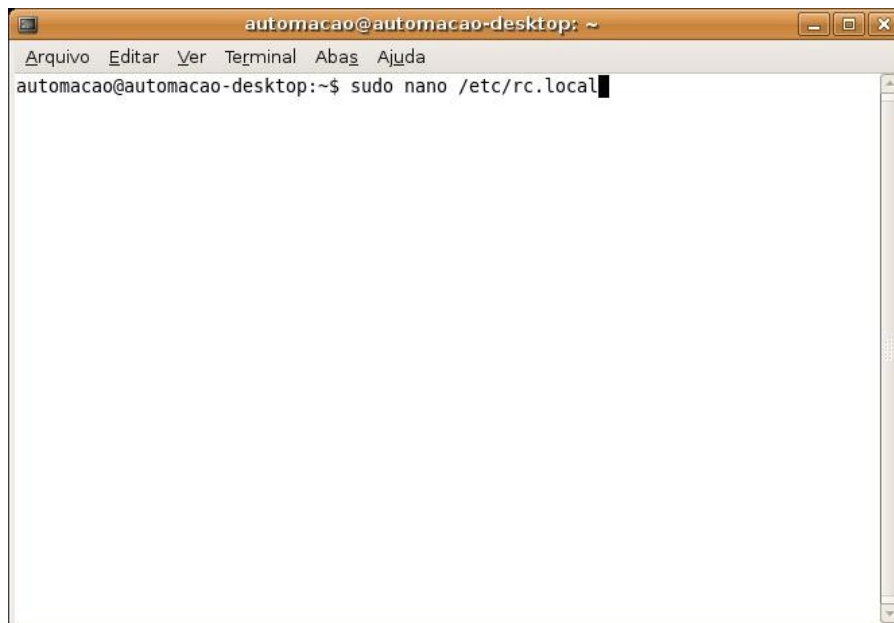 automacao@automacao-desktop: ~
Arquivo Editar Ver Terminal Abas Ajuda
automacao@automacao-desktop:~$ sudo nano /etc/rc.local